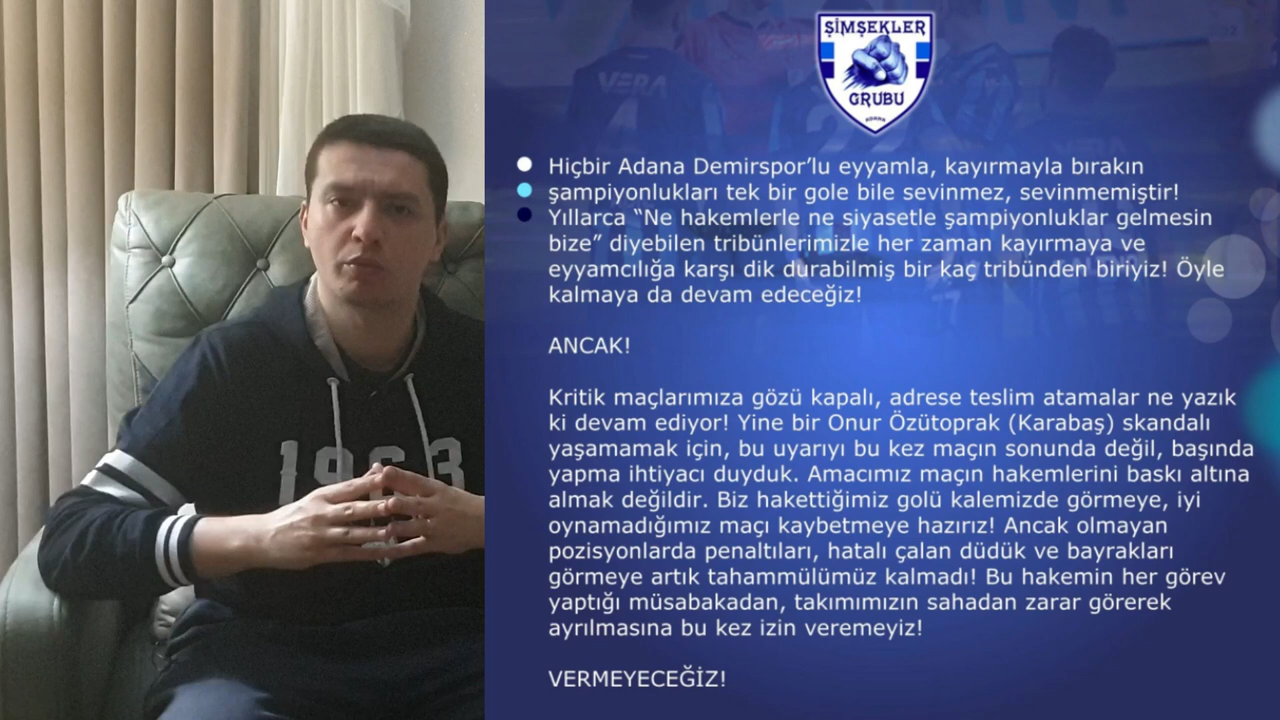 ŞİMŞEKLER
GRUBU
ADANA
VERA
Hiçbir Adana Demirspor’lu eyyamla, kayırmayla bırakın
şampiyonlukları tek bir gole bile sevinmez, sevinmemiştir!
Yıllarca “Ne hakemlerle ne siyasetle şampiyonluklar gelmesin
bize” diyebilen tribünlerimizle her zaman kayırmaya ve
eyyamcılığa karşı dik durabilmiş bir kaç tribünden biriyiz! Öyle
kalmaya da devam edeceğiz!
ANCAK!
Kritik maçlarımıza gözü kapalı, adrese teslim atamalar ne yazık
ki devam ediyor! Yine bir Onur Özütoprak (Karabaş) skandalı
yaşamamak için, bu uyarıyı bu kez maçın sonunda değil, başında
yapma ihtiyacı duyduk. Amacımız maçın hakemlerini baskı altına
almak değildir. Biz hakettiğimiz golü kalemizde görmeye, iyi
oynamadığımız maçı kaybetmeye hazırız! Ancak olmayan
pozisyonlarda penaltıları, hatalı çalan düdük ve bayrakları
görmeye artık tahammülümüz kalmadı! Bu hakemin her görev
yaptığı müsabakadan, takımımızın sahadan zarar görerek
ayrılmasına bu kez izin veremeyiz!
VERMEYECEĞİZ!
1963